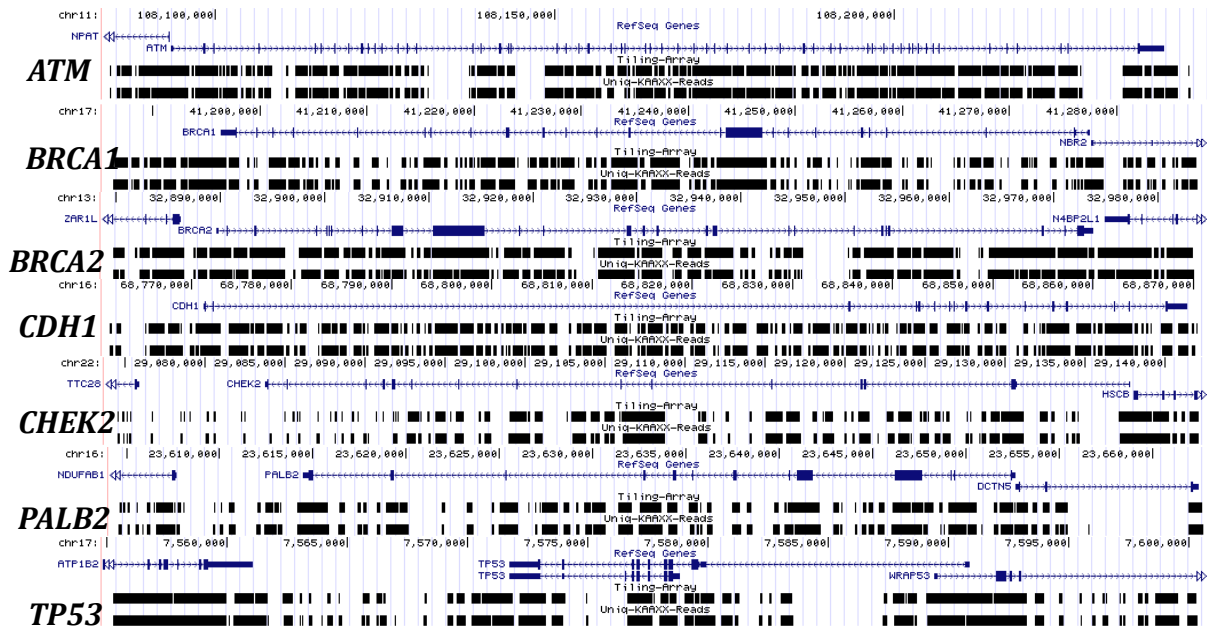 chr11: 108,100,000 108,150,000 108,200,000
RefSeq Genes
NPAT
ATM
Tiling-Array
ATM
Uniq-KAAXX-Reads
chr17: 41,200,000 41,210,000 41,220,000 41,230,000 41,240,000 41,250,000 41,260,000 41,270,000 41,280,000
RefSeq Genes
BRCA1
NBR2
Tiling-Array
BRCA1
Uniq-KAAXX-Reads
chr13: 32,890,000 32,900,000 32,910,000 32,920,000 32,930,000 32,940,000 32,950,000 32,960,000 32,970,000 32,980,000
RefSeq Genes
ZAR1L N4BP2L1
BRCA2
Tiling-Array
BRCA2
Uniq-KAAXX-Reads
chr16: 68,770,000 68,780,000 68,790,000 68,800,000 68,810,000 68,820,000 68,830,000 68,840,000 68,850,000 68,860,000 68,870,000
RefSeq Genes
CDH1
Tiling-Array
CDH1
Uniq-KAAXX-Reads
chr22: 29,080,000 29,085,000 29,090,000 29,095,000 29,100,000 29,105,000 29,110,000 29,115,000 29,120,000 29,125,000 29,130,000 29,135,000 29,140,000
RefSeq Genes
TTC28 CHEK2
HSCB
Tiling-Array
CHEK2
Uniq-KAAXX-Reads
chr16: 23,610,000 23,615,000 23,620,000 23,625,000 23,630,000 23,635,000 23,640,000 23,645,000 23,650,000 23,655,000 23,660,000
RefSeq Genes
NDUFAB1 PALB2
DCTN5
Tiling-Array
PALB2
Uniq-KAAXX-Reads
chr17: 7,560,000 7,565,000 7,570,000 7,575,000 7,580,000 7,585,000 7,590,000 7,595,000 7,600,000
RefSeq Genes
ATP1B2 TP53
TP53 WRAP53
Tiling-Array
TP53
Uniq-KAAXX-Reads